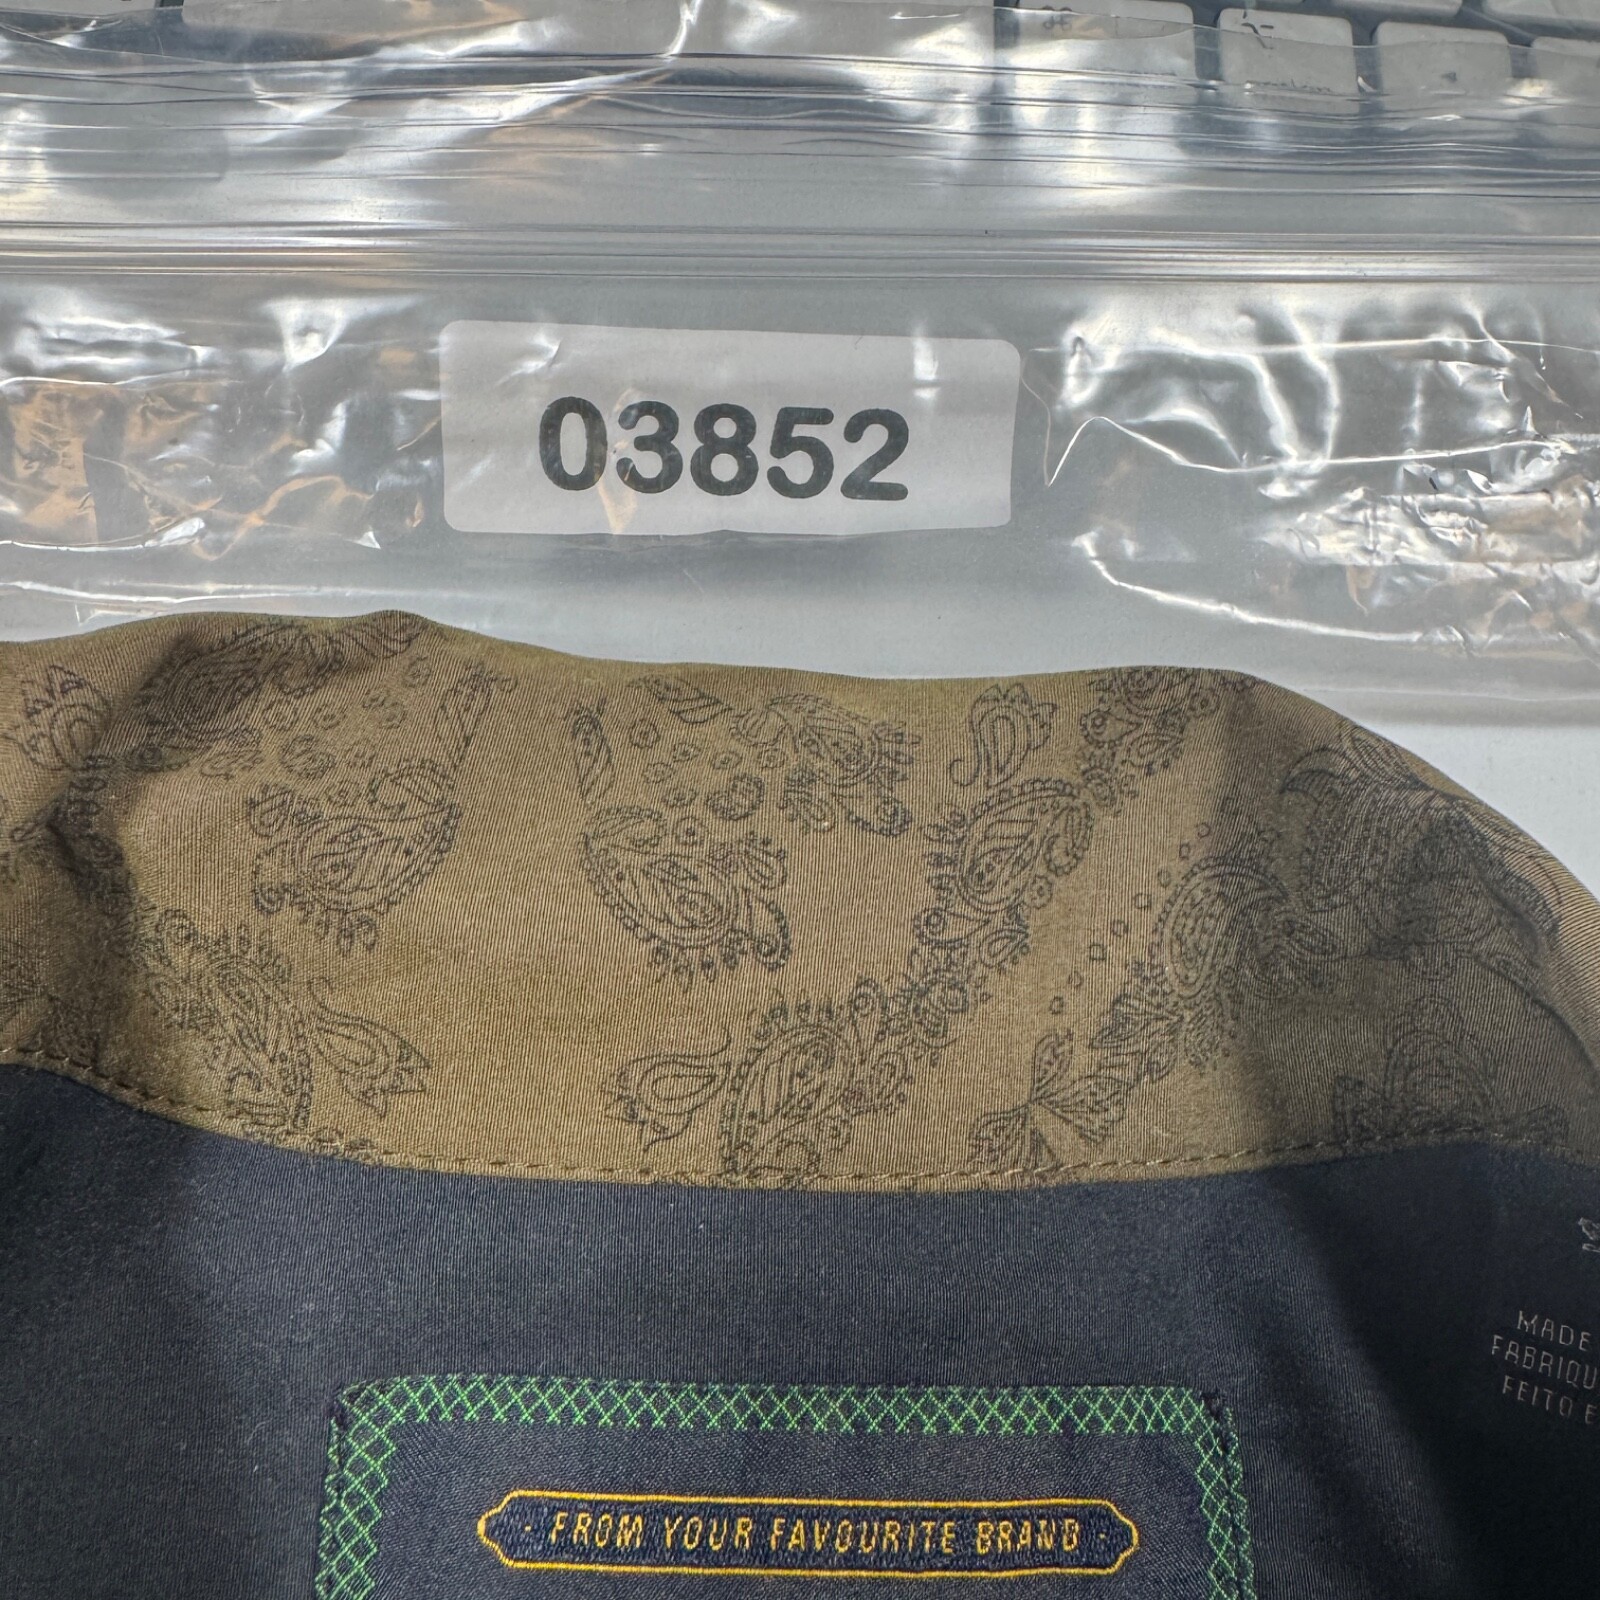 03852
MADE
FABRIQU
FEITO E
· FROM YOUR FAVOURITE BRAND ·